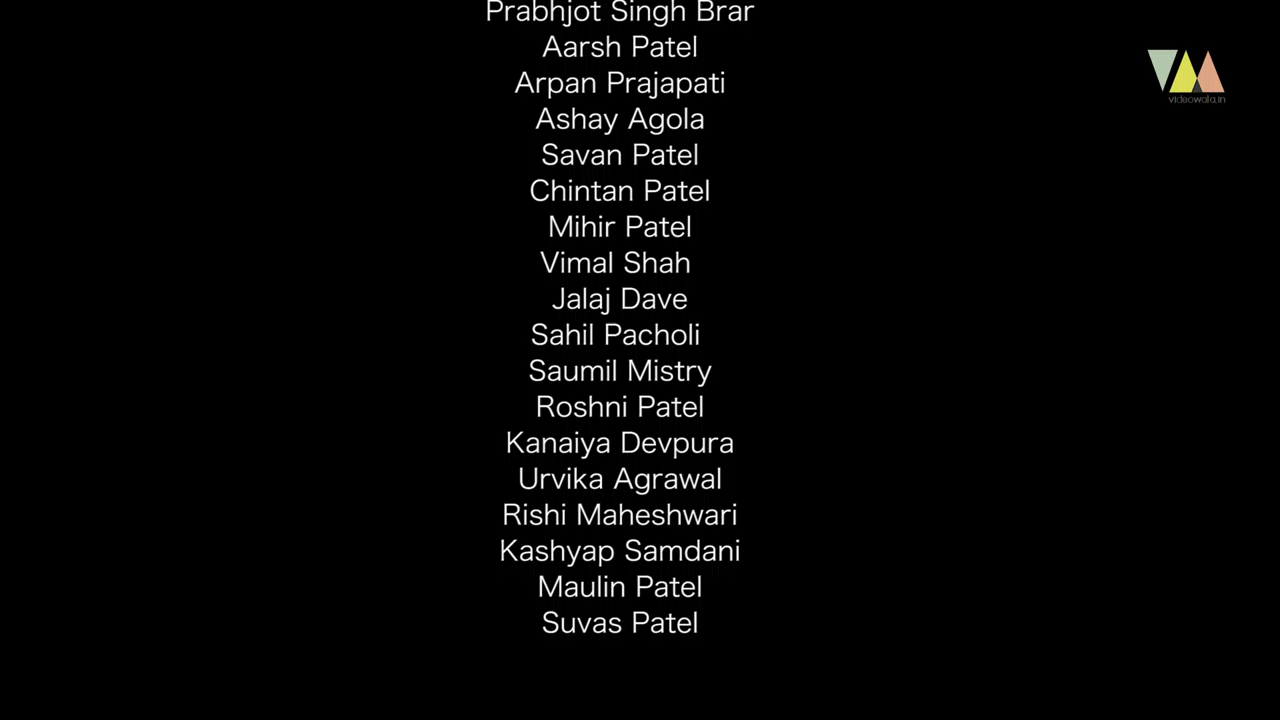 Prabhjot Singh Brar
Aarsh Patel
Arpan Prajapati
Ashay Agola
Savan Patel
Chintan Patel
Mihir Patel
Vimal Shah
Jalaj Dave
Sahil Pacholi
Saumil Mistry
Roshni Patel
Kanaiya Devpura
Urvika Agrawal
Rishi Maheshwari
Kashyap Samdani
Maulin Patel
Suvas Patel
videowala.in